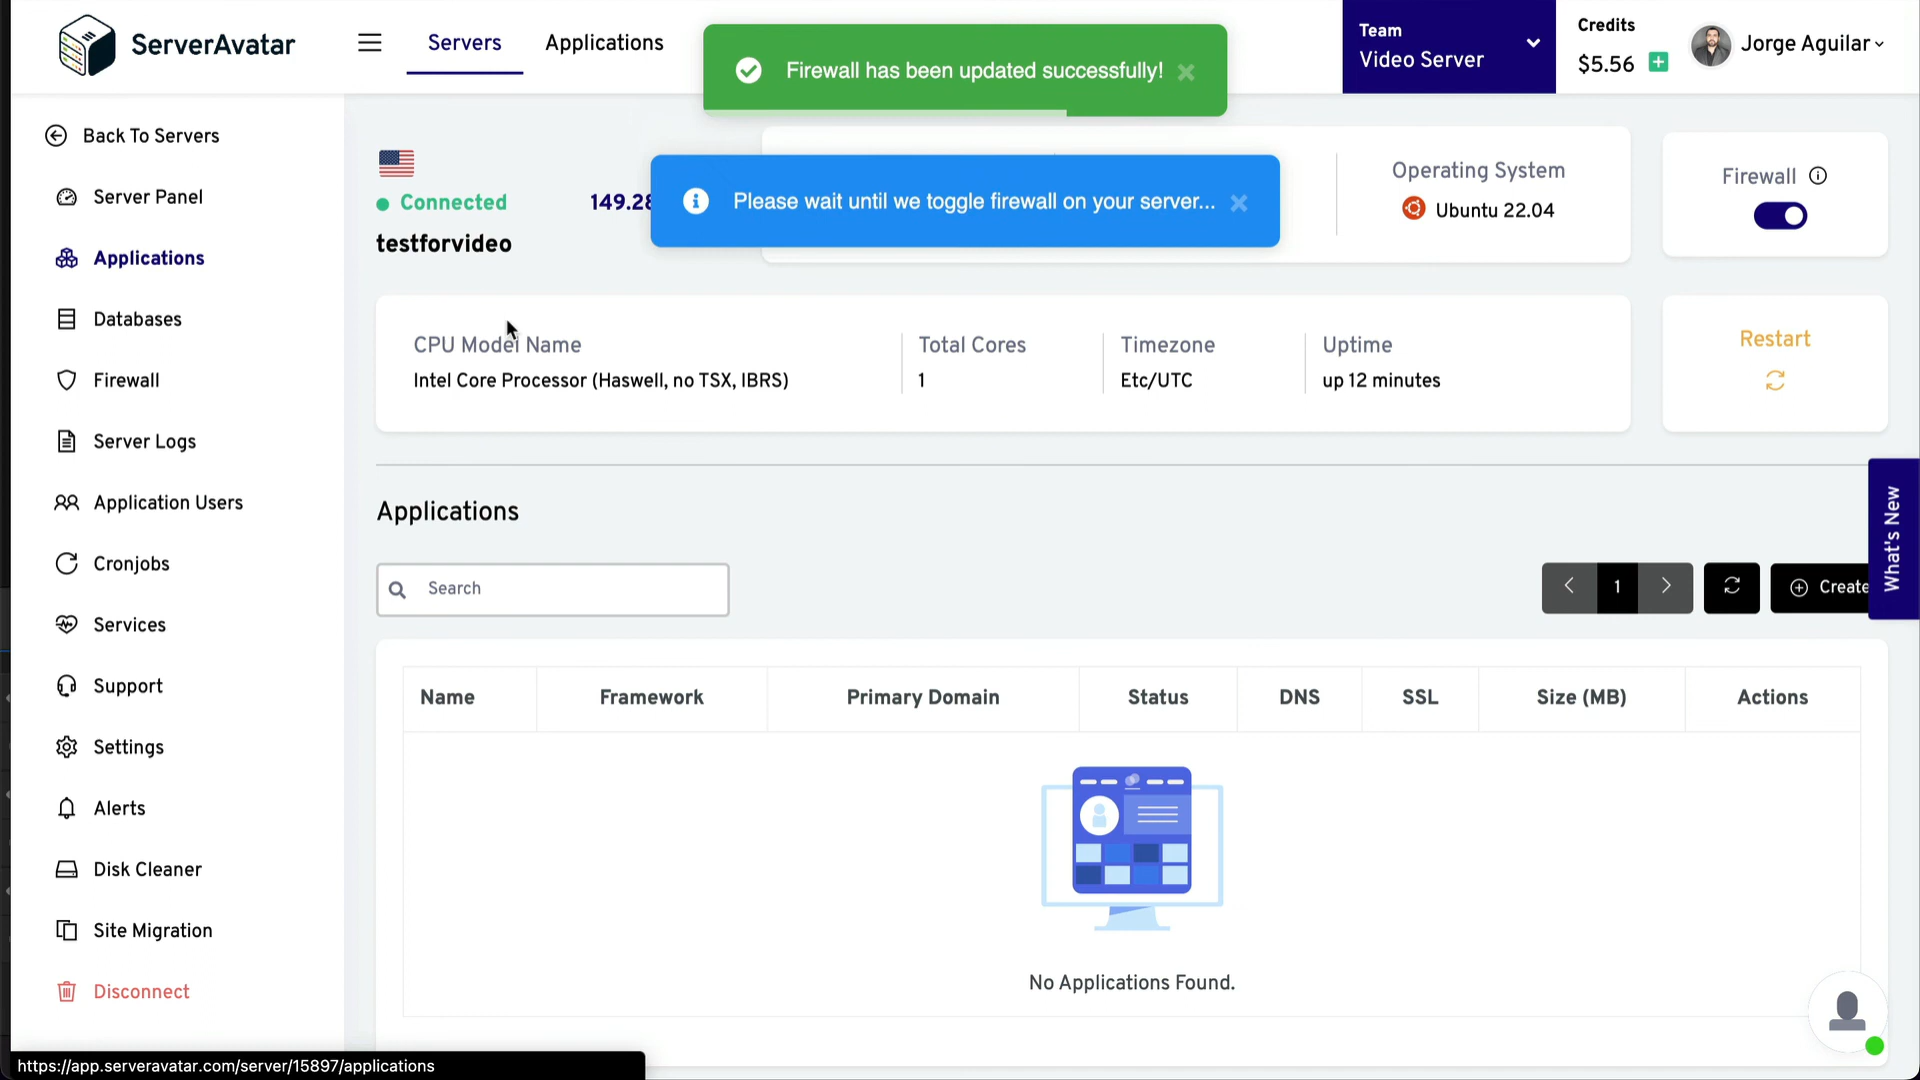 ServerAvatar
Servers
Applications
Firewall has been updated successfully!
Team
Video Server
Credits
$5.56
Jorge Aguilar
Back To Servers
Server Panel
Applications
Databases
Firewall
Server Logs
Application Users
Cronjobs
Services
Support
Settings
Alerts
Disk Cleaner
Site Migration
Disconnect
Connected
149.28
testforvideo
Please wait until we toggle firewall on your server...
Operating System
Ubuntu 22.04
Firewall
CPU Model Name
Intel Core Processor (Haswell, no TSX, IBRS)
Total Cores
1
Timezone
Etc/UTC
Uptime
up 12 minutes
Restart
What's New
Applications
Search
1
Create
Name
Framework
Primary Domain
Status
DNS
SSL
Size (MB)
Actions
No Applications Found.
https://app.serveravatar.com/server/15897/applications